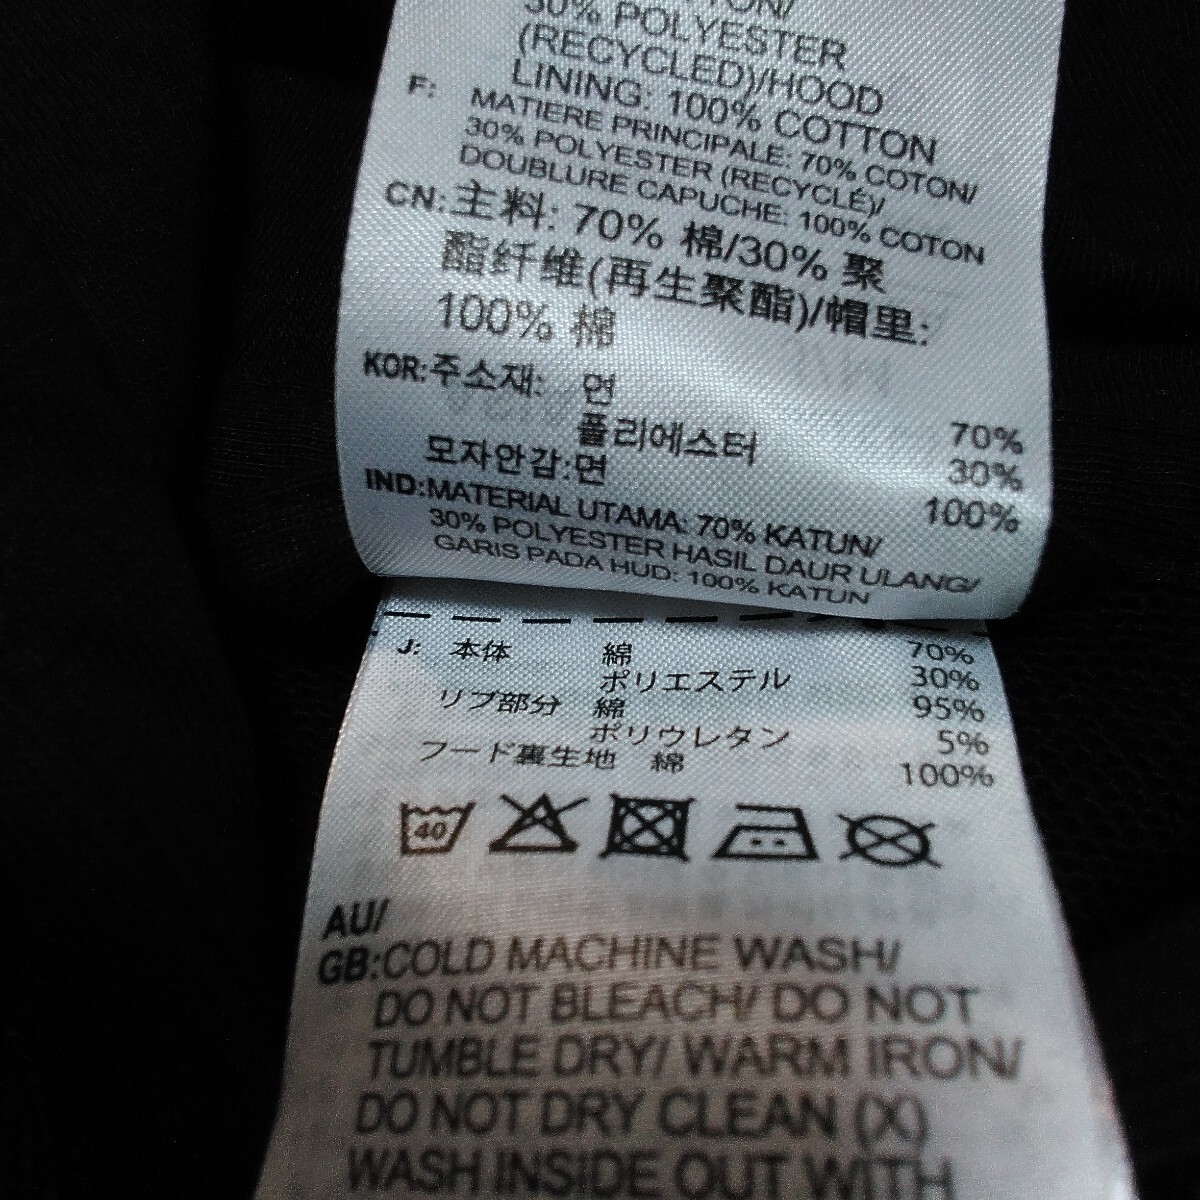 30% POLYESTER
(RECYCLED)/HOOD
LINING: 100% COTTON
F: MATIERE PRINCIPALE: 70% COTON/
30% POLYESTER (RECYCLÉ)/
DOUBLURE CAPUCHE: 100% COTON
CN: 主料: 70% 棉/30% 聚
酯纤维(再生聚酯)/帽里:
100% 棉
KOR: 주소재: 면 70%
폴리에스터 30%
모자안감:면 100%
IND: MATERIAL UTAMA: 70% KATUN/
30% POLYESTER HASIL DAUR ULANG/
GARIS PADA HUD: 100% KATUN
J: 本体 綿 70%
ポリエステル 30%
リブ部分 綿 95%
ポリウレタン 5%
フード裏生地 綿 100%
40
AU/
GB: COLD MACHINE WASH/
DO NOT BLEACH/ DO NOT
TUMBLE DRY/ WARM IRON/
DO NOT DRY CLEAN (X)
WASH INSIDE OUT WITH